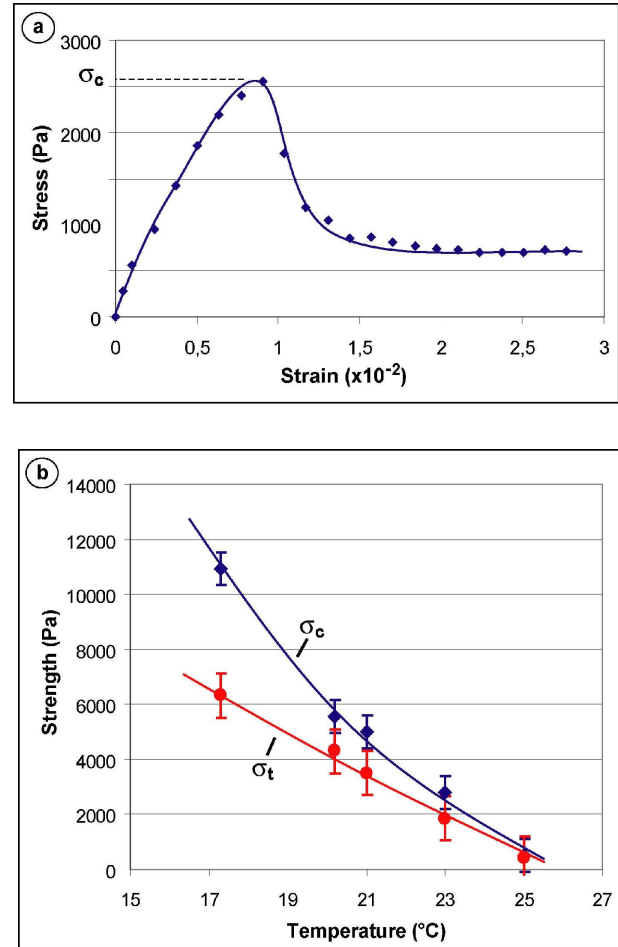 a
3000
σc
2000
1000
0
Stress (Pa)
0 0,5 1 1,5 2 2,5 3
Strain (x10-2)
b
14000
12000
10000
8000
6000
4000
2000
0
Strength (Pa)
σc
σt
15 17 19 21 23 25 27
Temperature (°C)